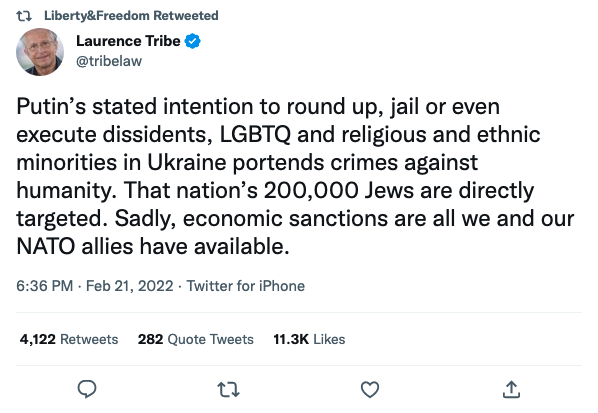 Liberty&Freedom Retweeted
Laurence Tribe
@tribelaw
Putin’s stated intention to round up, jail or even
execute dissidents, LGBTQ and religious and ethnic
minorities in Ukraine portends crimes against
humanity. That nation’s 200,000 Jews are directly
targeted. Sadly, economic sanctions are all we and our
NATO allies have available.
6:36 PM · Feb 21, 2022 · Twitter for iPhone
4,122 Retweets 282 Quote Tweets 11.3K Likes